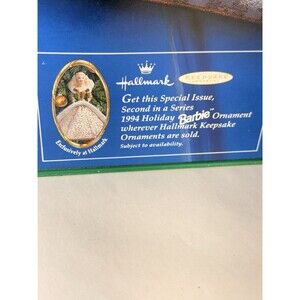 Hallmark
KEEPSAKE
Get this Special Issue,
Second in a Series
1994 Holiday Barbie™ Ornament
wherever Hallmark Keepsake
Ornaments are sold.
Subject to availability.
Exclusively at Hallmark